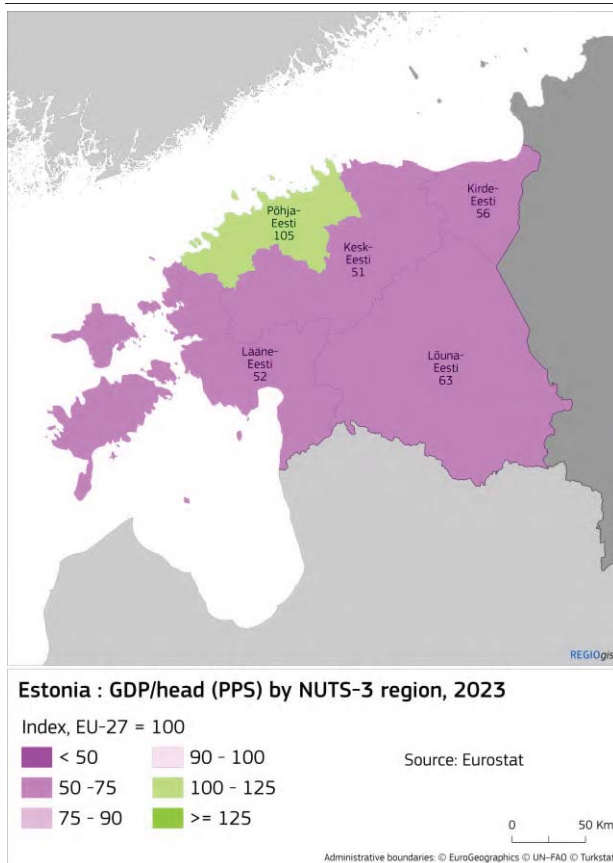 Põhja-
Eesti
105
Kirde-
Eesti
56
Kesk-
Eesti
51
Lääne-
Eesti
52
Lõuna-
Eesti
63
REGIOgis
Estonia : GDP/head (PPS) by NUTS-3 region, 2023
Index, EU-27 = 100
< 50
50 -75
75 - 90
90 - 100
100 - 125
>= 125
Source: Eurostat
0 50 Km
Administrative boundaries: © EuroGeographics © UN-FAO © Turkstat